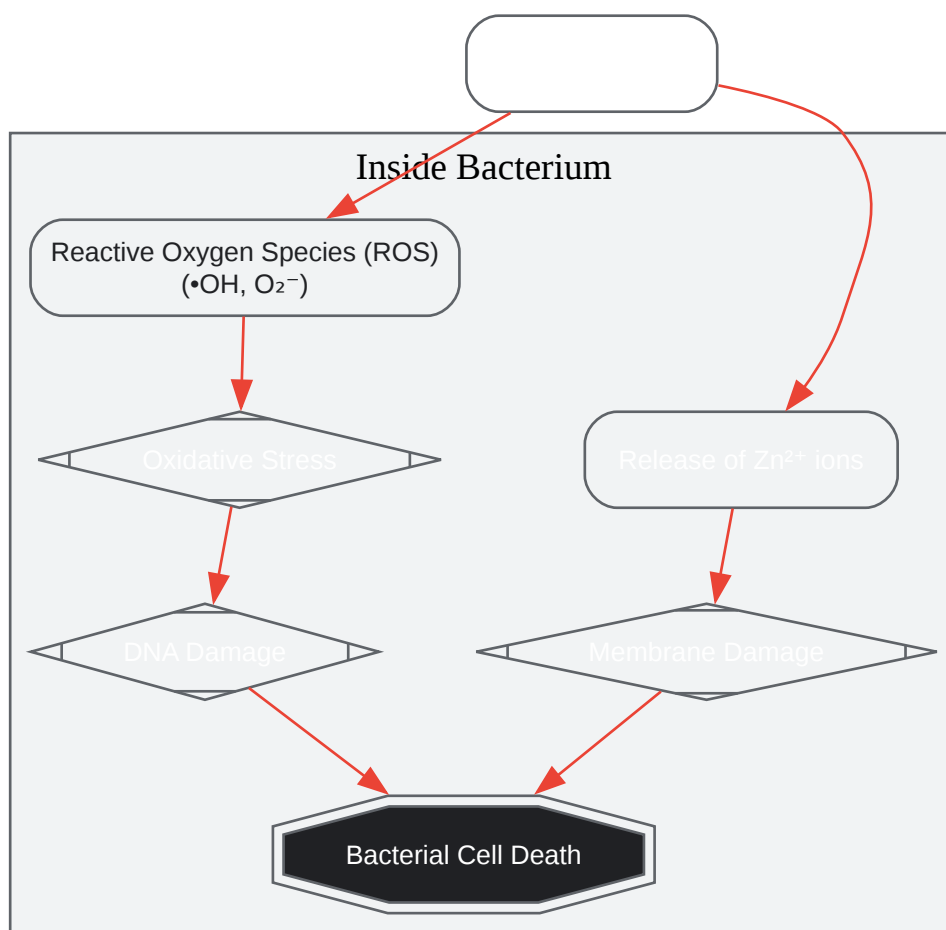 Inside Bacterium
Reactive Oxygen Species (ROS)
(•OH, O₂⁻)
Oxidative Stress
Release of Zn²⁺ ions
DNA Damage
Membrane Damage
Bacterial Cell Death